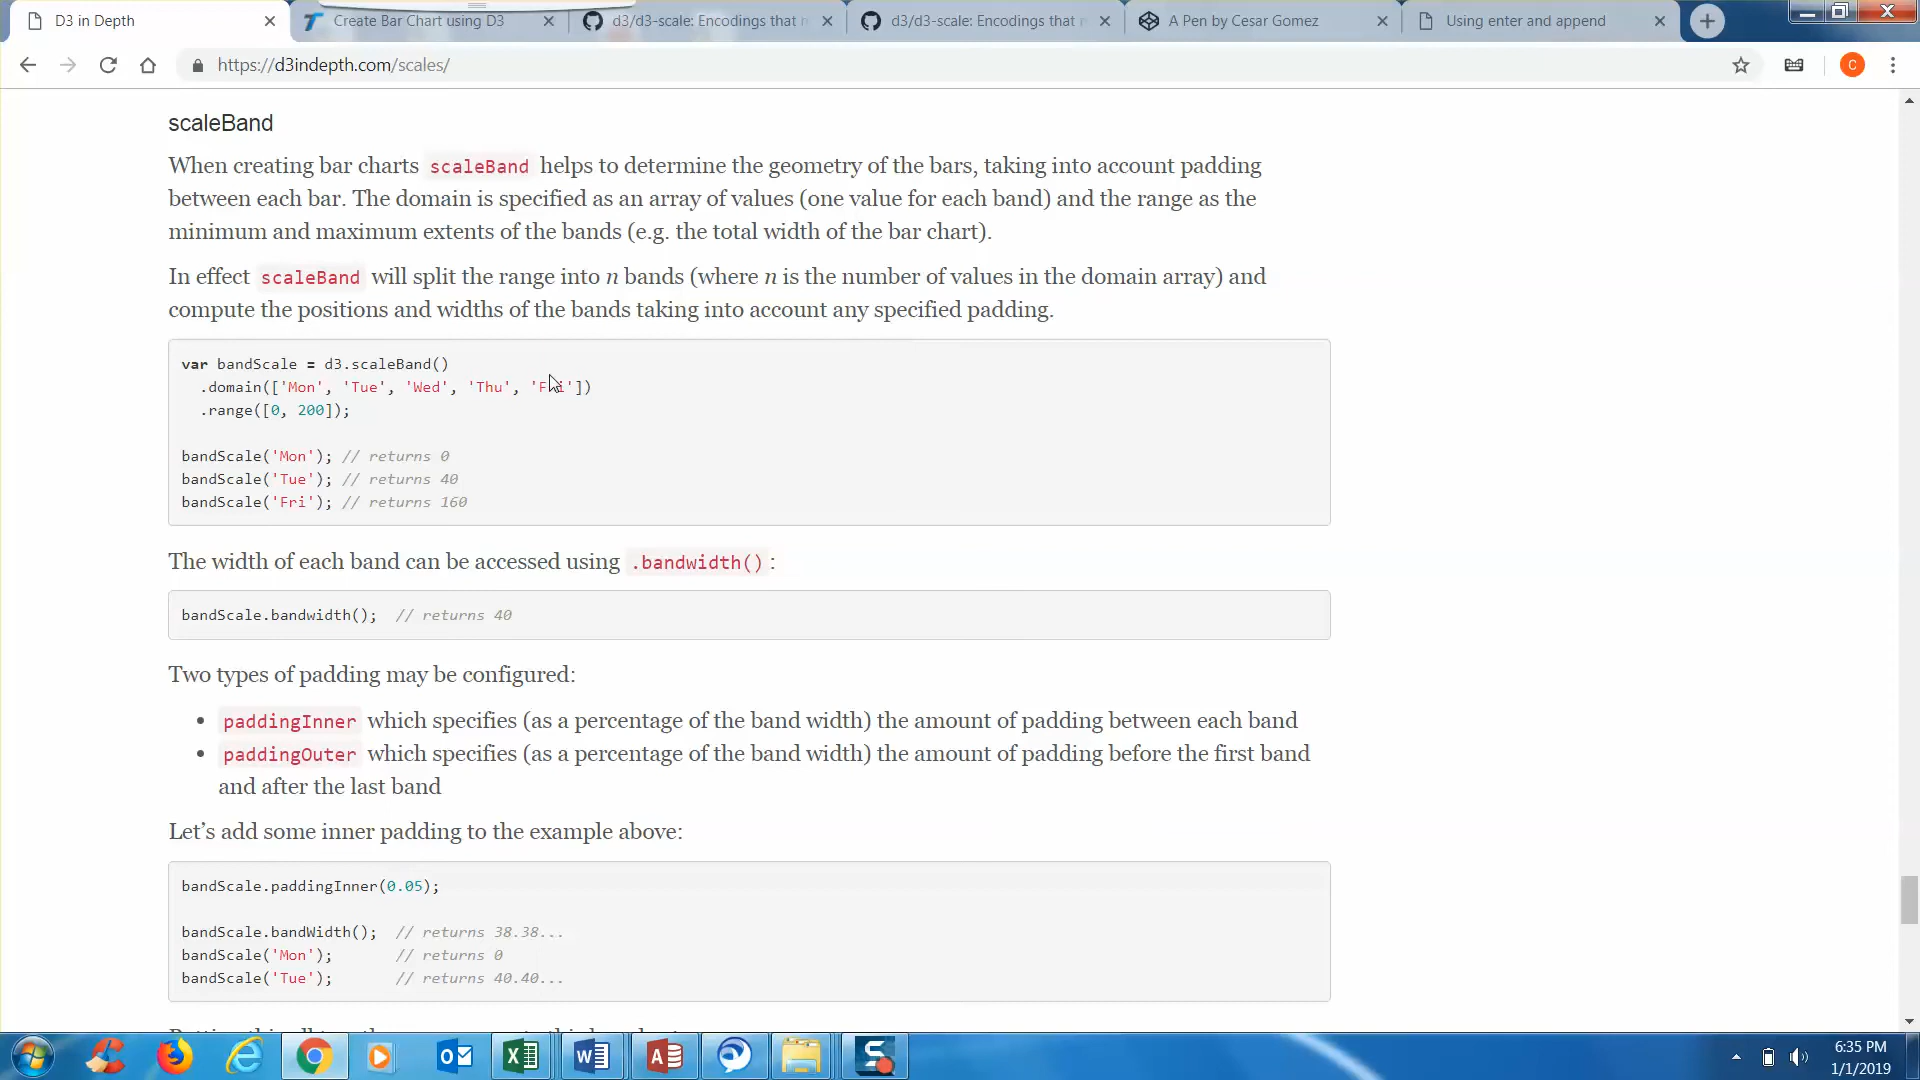 D3 in Depth
Create Bar Chart using D3
d3/d3-scale: Encodings that
d3/d3-scale: Encodings that
A Pen by Cesar Gomez
Using enter and append
https://d3indepth.com/scales/
C
scaleBand
When creating bar charts scaleBand helps to determine the geometry of the bars, taking into account padding
between each bar. The domain is specified as an array of values (one value for each band) and the range as the
minimum and maximum extents of the bands (e.g. the total width of the bar chart).
In effect scaleBand will split the range into n bands (where n is the number of values in the domain array) and
compute the positions and widths of the bands taking into account any specified padding.
var bandScale = d3.scaleBand()
.domain(['Mon', 'Tue', 'Wed', 'Thu', 'Fri'])
.range([0, 200]);
bandScale('Mon'); // returns 0
bandScale('Tue'); // returns 40
bandScale('Fri'); // returns 160
The width of each band can be accessed using .bandwidth() :
bandScale.bandwidth();  // returns 40
Two types of padding may be configured:
• paddingInner which specifies (as a percentage of the band width) the amount of padding between each band
• paddingOuter which specifies (as a percentage of the band width) the amount of padding before the first band
and after the last band
Let's add some inner padding to the example above:
bandScale.paddingInner(0.05);
bandScale.bandWidth();  // returns 38.38...
bandScale('Mon');       // returns 0
bandScale('Tue');       // returns 40.40...
6:35 PM
1/1/2019